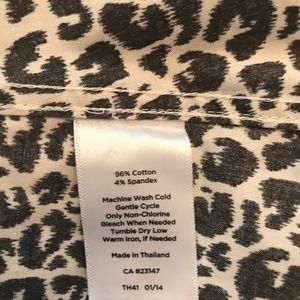 96% Cotton
4% Spandex
Machine Wash Cold
Gentle Cycle
Only Non-Chlorine
Bleach When Needed
Tumble Dry Low
Warm Iron, If Needed
Made in Thailand
CA #23147
TH41 01/14